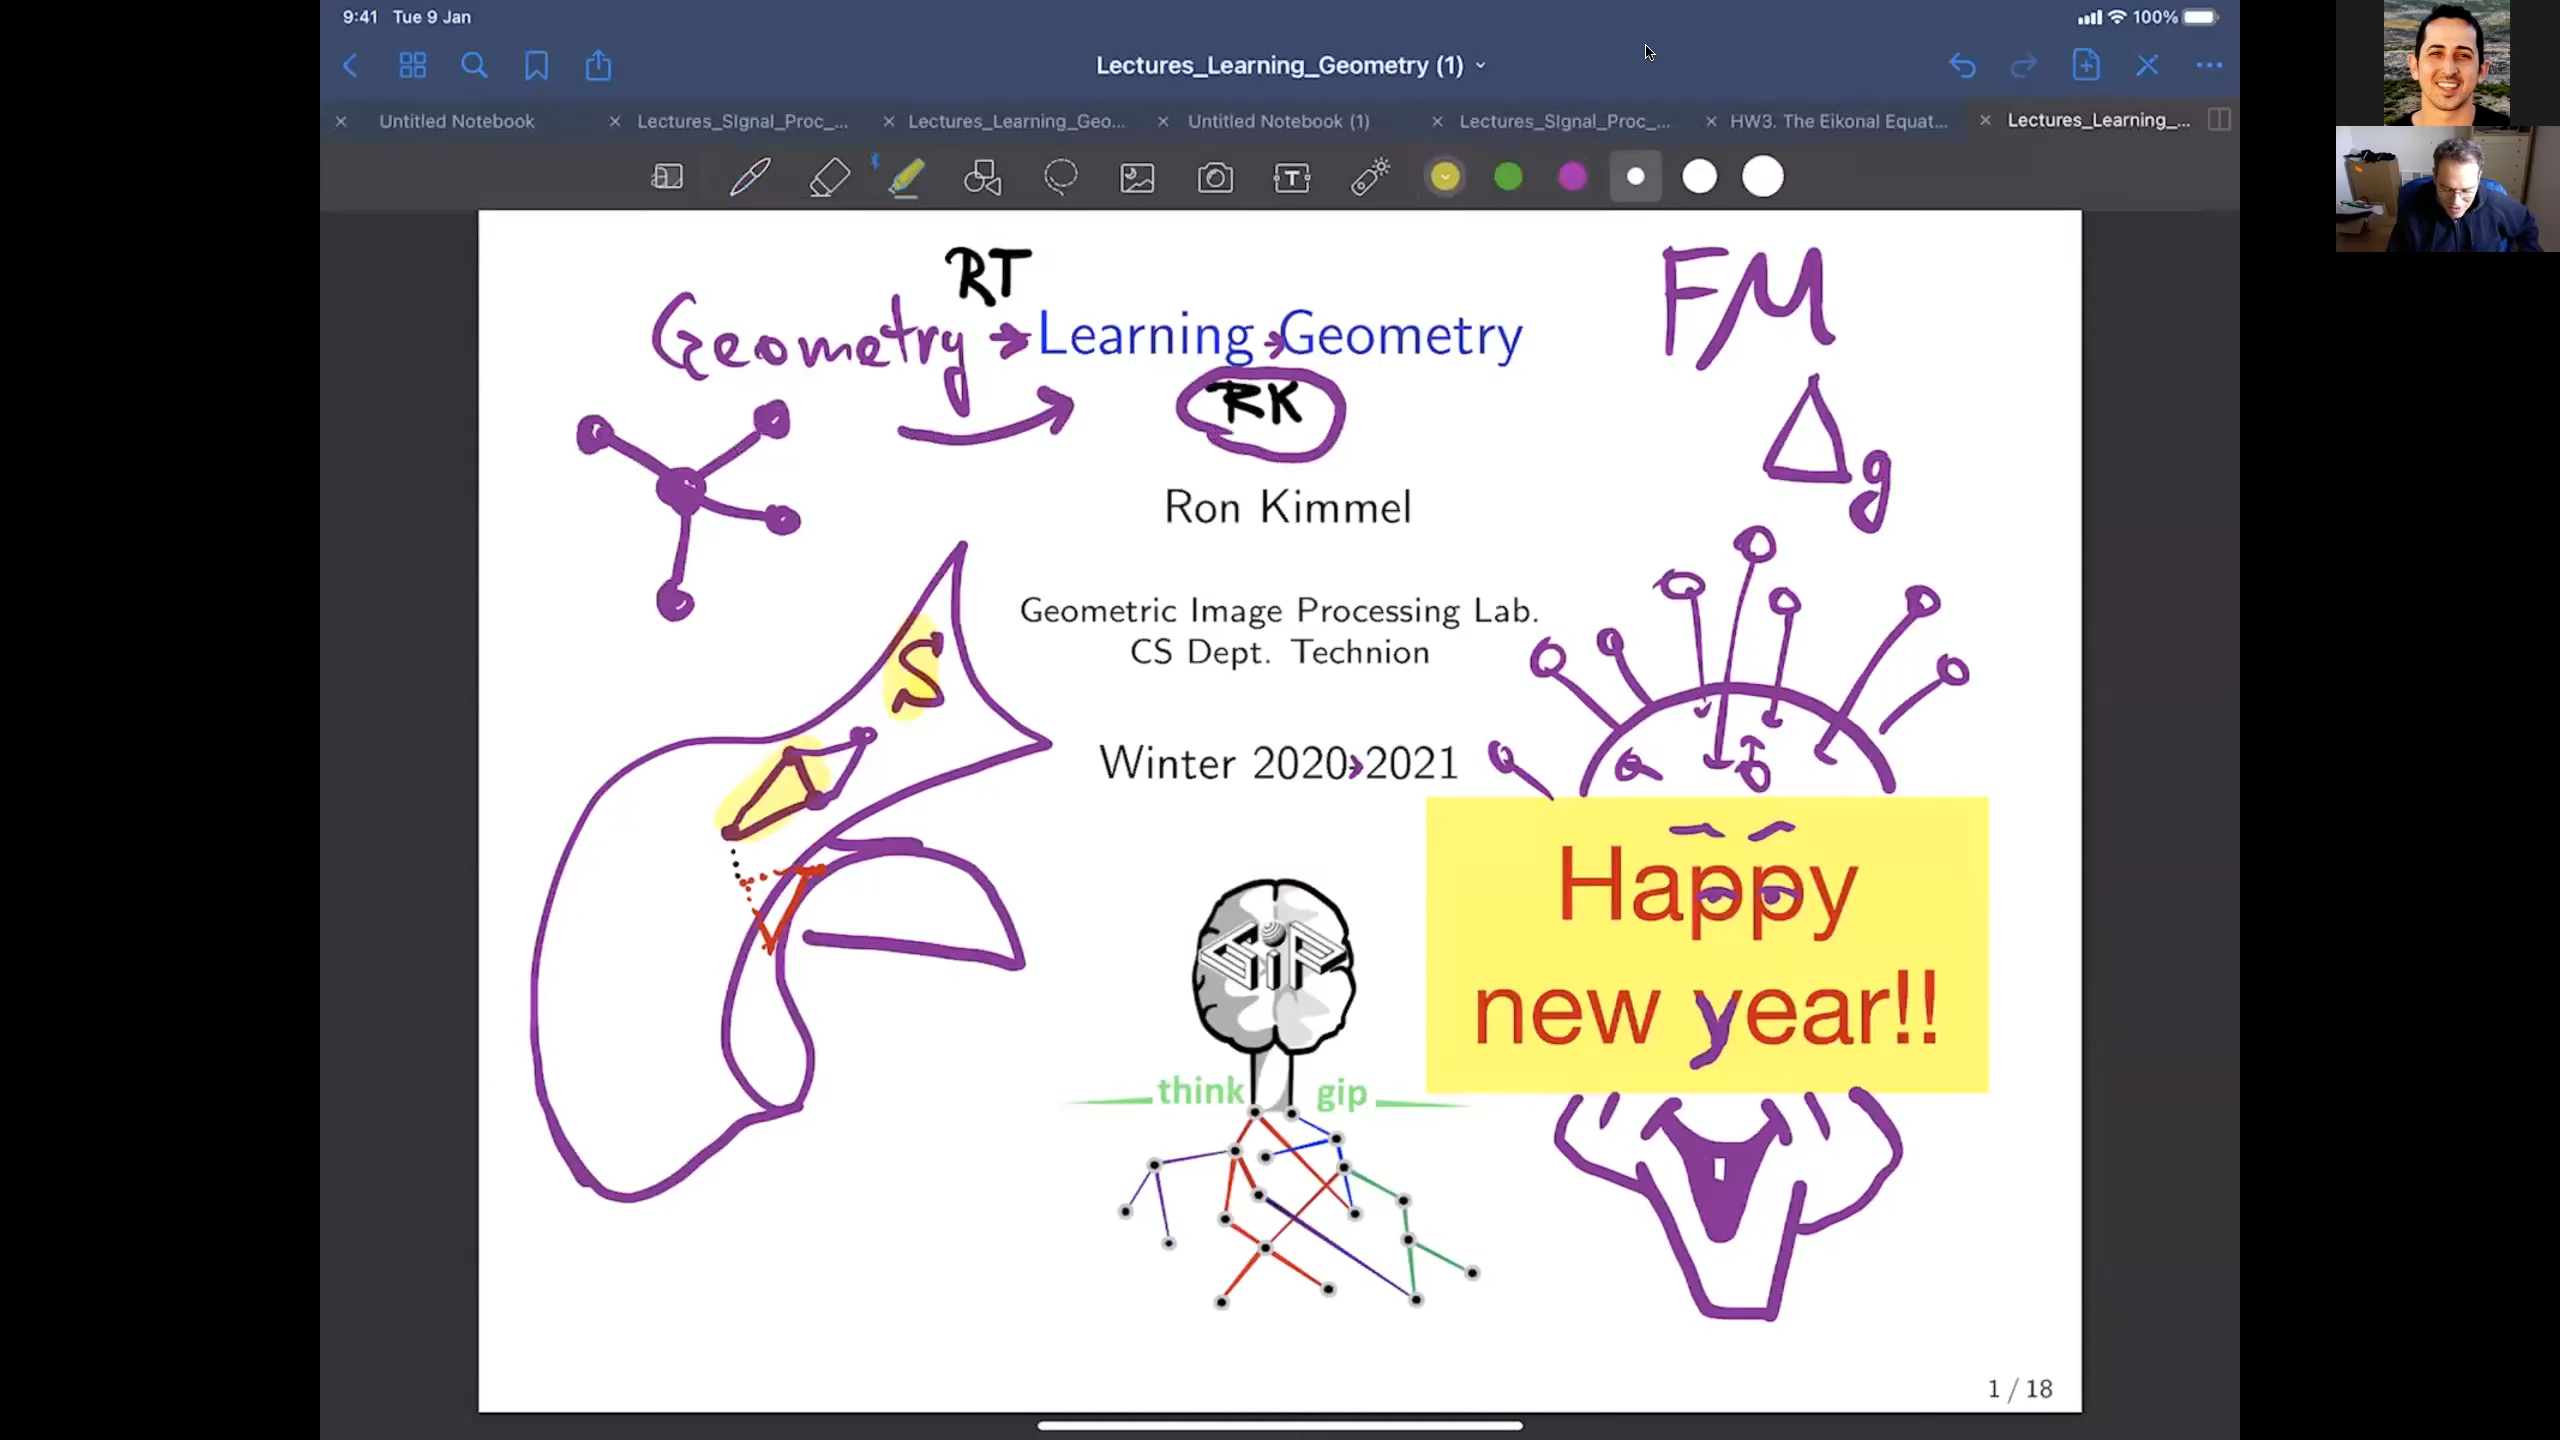 9:41 Tue 9 Jan
100%
Lectures_Learning_Geometry (1)
Untitled Notebook
Lectures_SIgnal_Proc_...
Lectures_Learning_Geo...
Untitled Notebook (1)
Lectures_SIgnal_Proc_...
HW3. The Eikonal Equat...
Lectures_Learning_...
T
RT
FM
Geometry → Learning → Geometry
RK
Δg
Ron Kimmel
Geometric Image Processing Lab.
CS Dept. Technion
S
Winter 2020→2021
Happy
new year!!
GIP
think gip
1 / 18